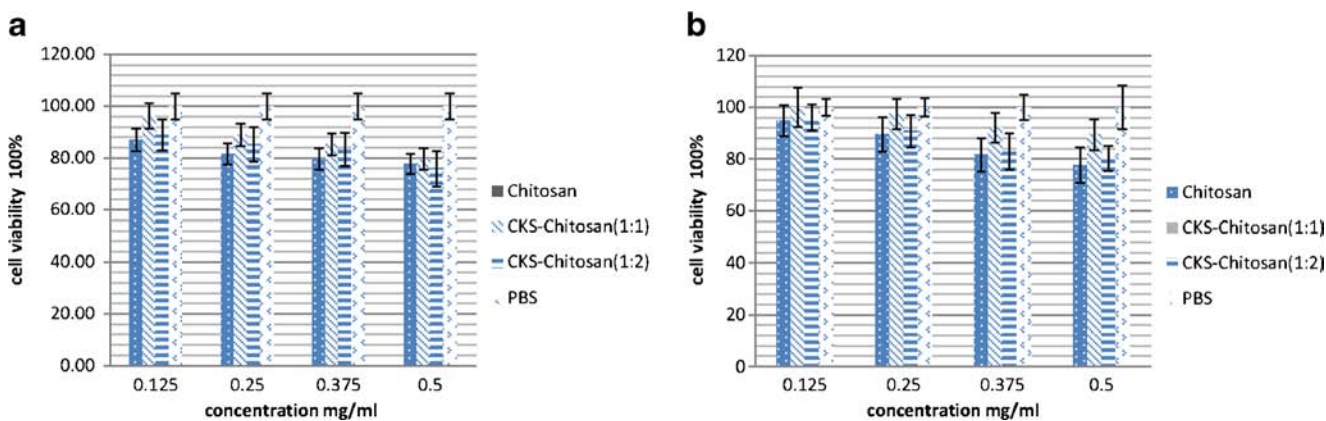 a
120.00
100.00
80.00
60.00
40.00
20.00
0.00
cell viability 100%
0.125 0.25 0.375 0.5
concentration mg/ml
Chitosan
CKS-Chitosan(1:1)
CKS-Chitosan(1:2)
PBS
b
120
100
80
60
40
20
0
cell viability 100%
0.125 0.25 0.375 0.5
concentration mg/ml
Chitosan
CKS-Chitosan(1:1)
CKS-Chitosan(1:2)
PBS